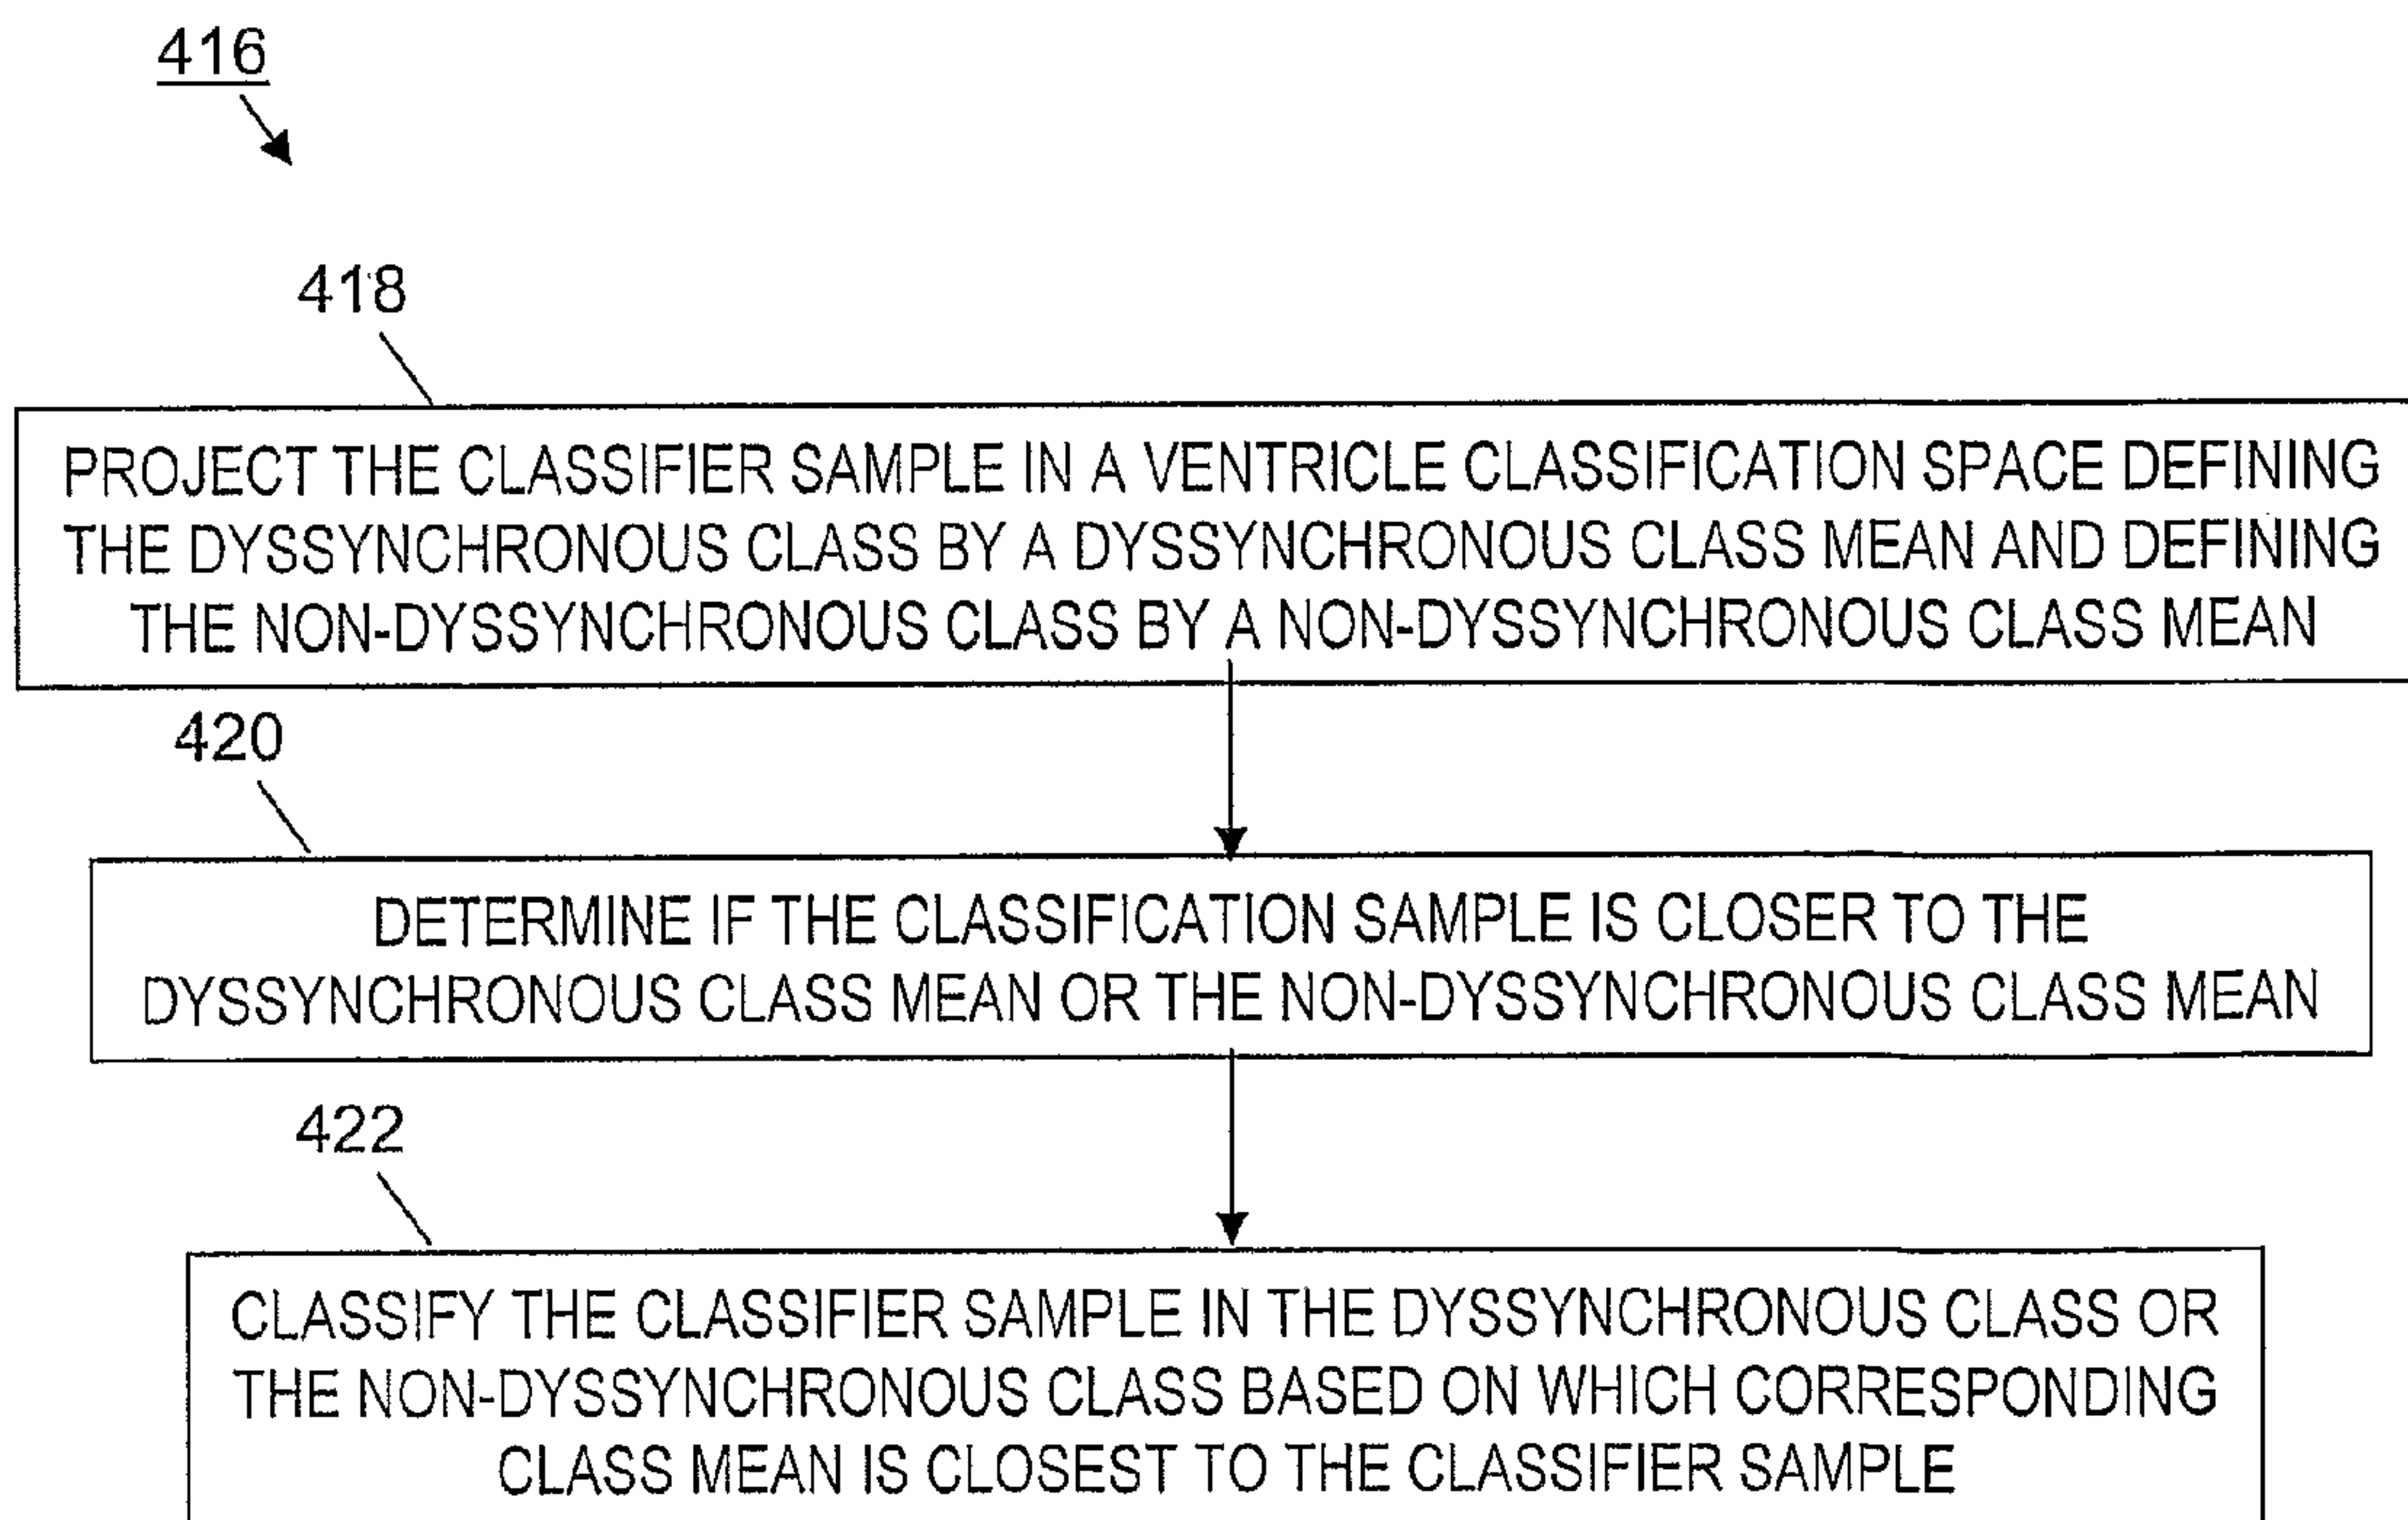 416
418
PROJECT THE CLASSIFIER SAMPLE IN A VENTRICLE CLASSIFICATION SPACE DEFINING
THE DYSSYNCHRONOUS CLASS BY A DYSSYNCHRONOUS CLASS MEAN AND DEFINING
THE NON-DYSSYNCHRONOUS CLASS BY A NON-DYSSYNCHRONOUS CLASS MEAN
420
DETERMINE IF THE CLASSIFICATION SAMPLE IS CLOSER TO THE
DYSSYNCHRONOUS CLASS MEAN OR THE NON-DYSSYNCHRONOUS CLASS MEAN
422
CLASSIFY THE CLASSIFIER SAMPLE IN THE DYSSYNCHRONOUS CLASS OR
THE NON-DYSSYNCHRONOUS CLASS BASED ON WHICH CORRESPONDING
CLASS MEAN IS CLOSEST TO THE CLASSIFIER SAMPLE